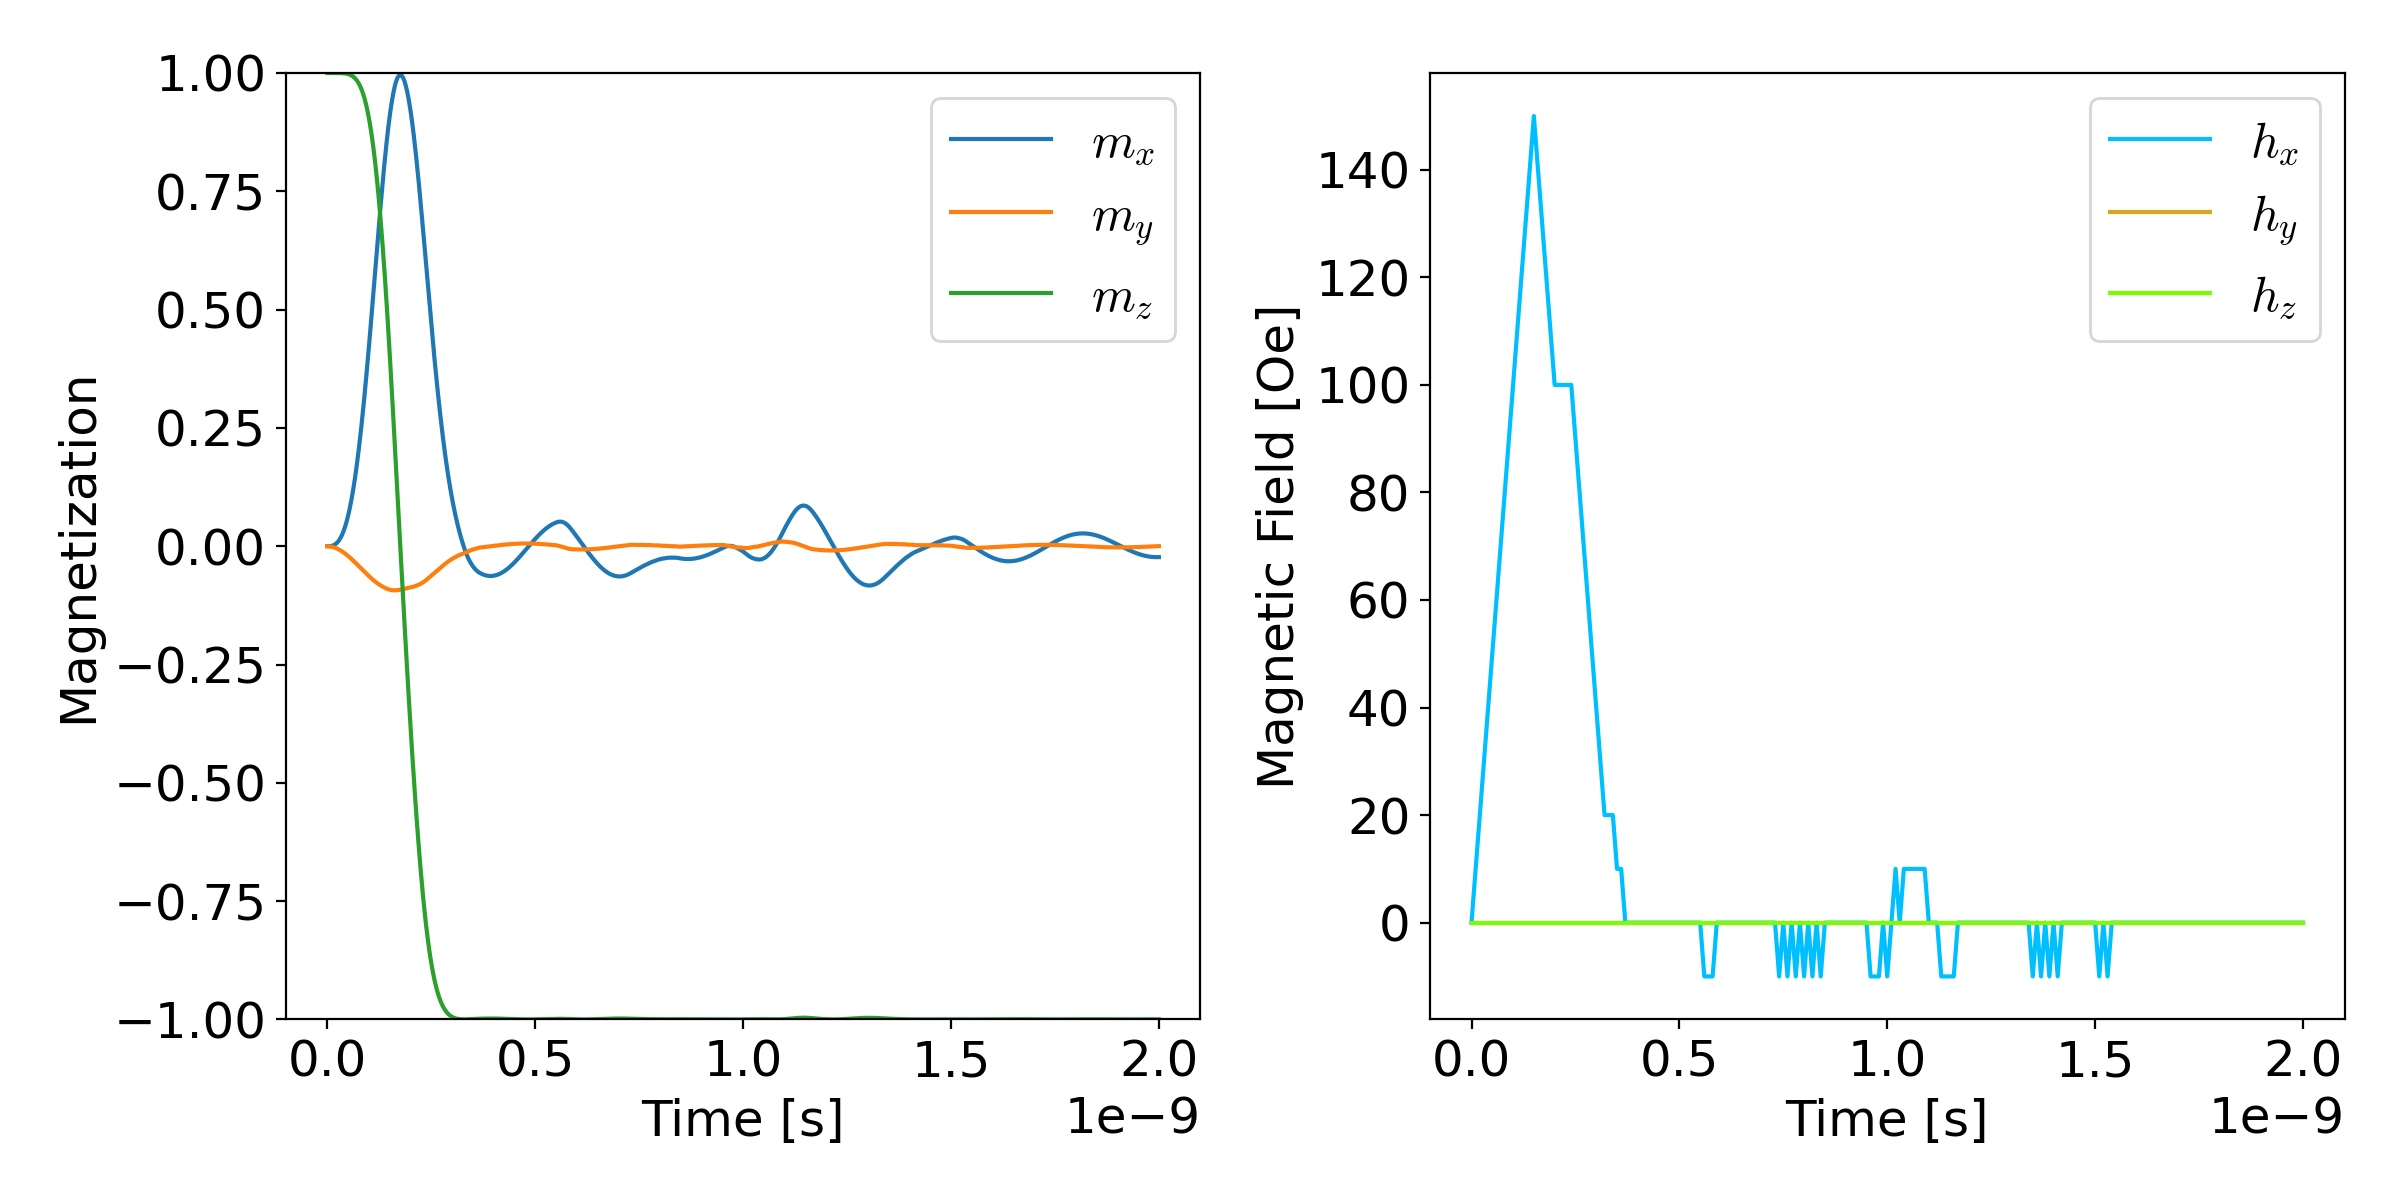 Magnetization
1.00
0.75
0.50
0.25
0.00
−0.25
−0.50
−0.75
−1.00
0.0 0.5 1.0 1.5 2.0
Time [s]
1e−9
m_x
m_y
m_z
Magnetic Field [Oe]
140
120
100
80
60
40
20
0
0.0 0.5 1.0 1.5 2.0
Time [s]
1e−9
h_x
h_y
h_z